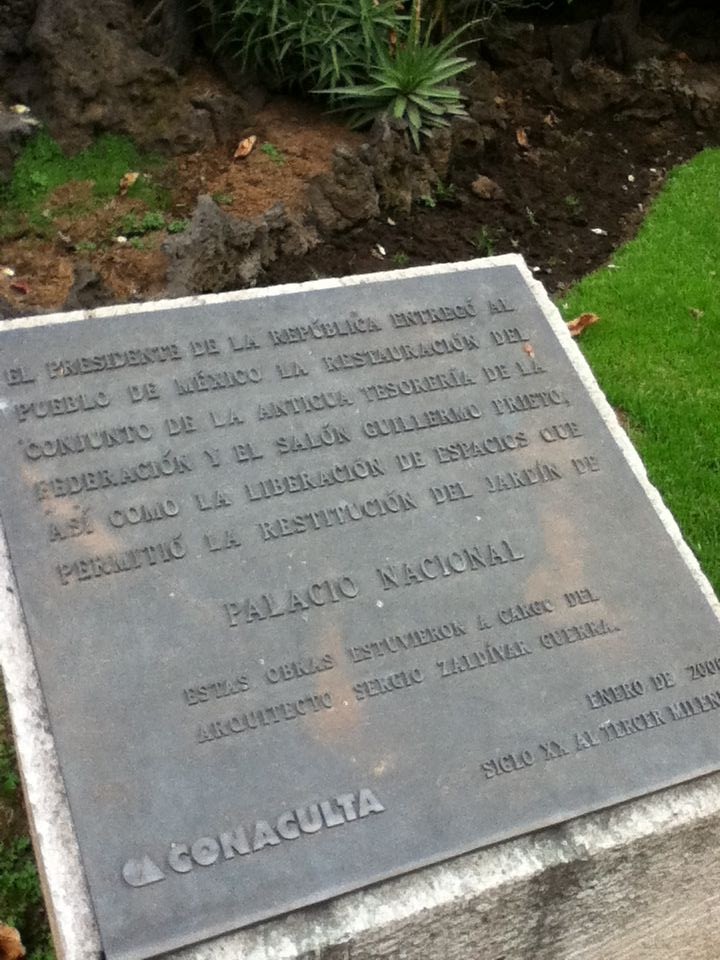 EL PRESIDENTE DE LA REPÚBLICA ENTREGÓ AL
PUEBLO DE MÉXICO LA RESTAURACIÓN DEL
CONJUNTO DE LA ANTIGUA TESORERÍA DE LA
FEDERACIÓN Y EL SALÓN GUILLERMO PRIETO,
ASÍ COMO LA LIBERACIÓN DE ESPACIOS QUE
PERMITIÓ LA RESTITUCIÓN DEL JARDÍN DE
PALACIO NACIONAL
ESTAS OBRAS ESTUVIERON A CARGO DEL
ARQUITECTO SERGIO ZALDÍVAR GUERRA.
ENERO DE
SIGLO XX AL TERCER MILEN
CONACULTA